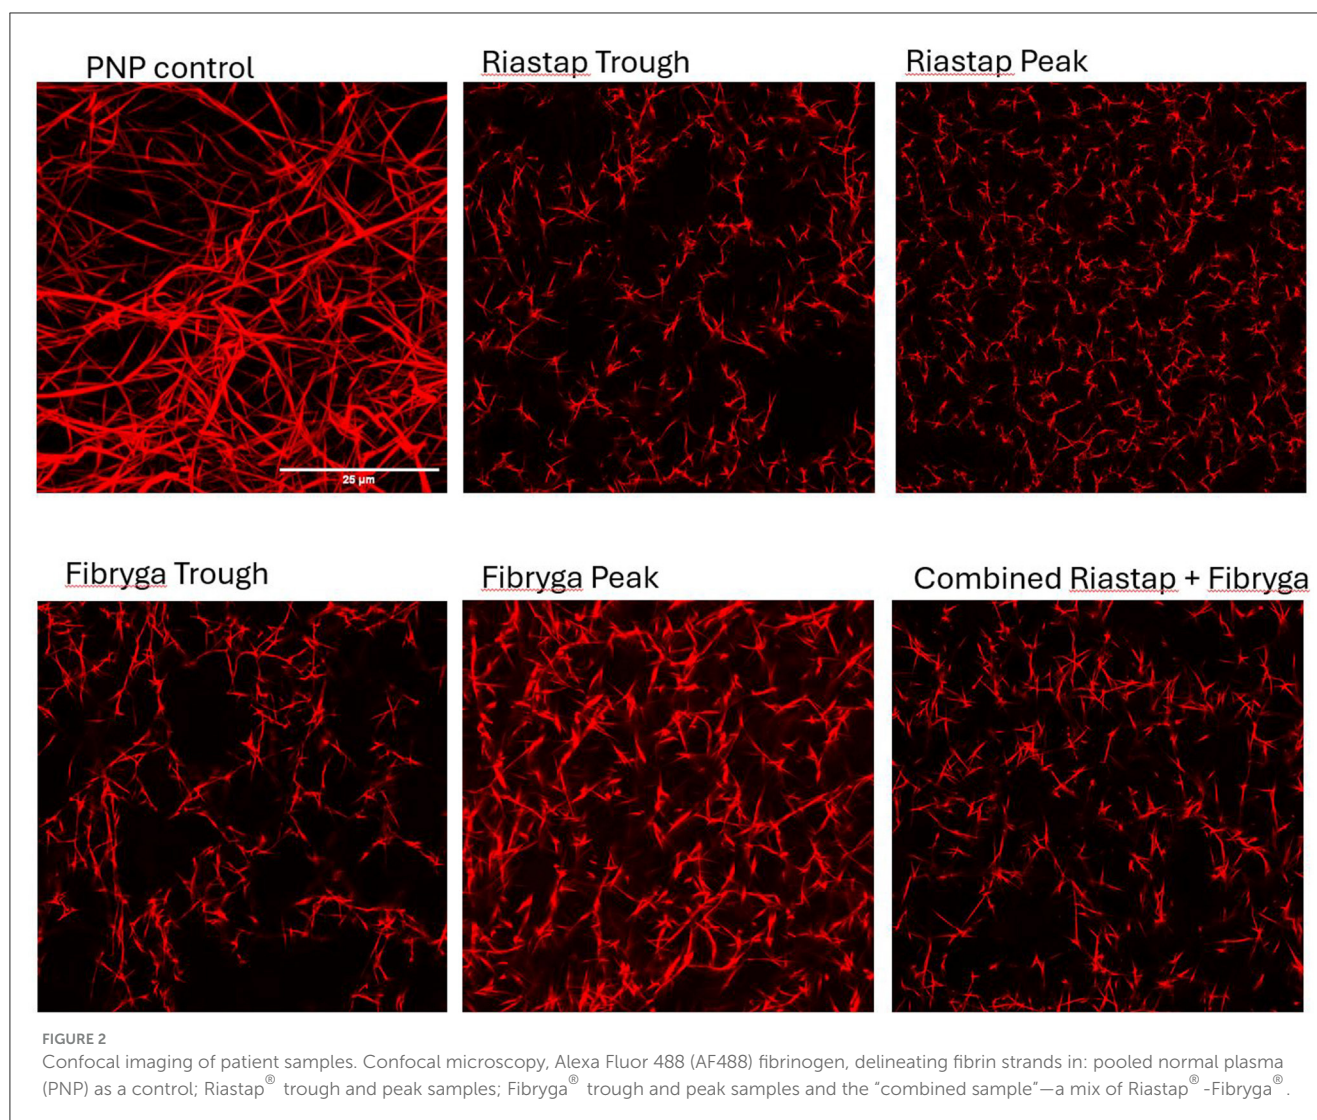 PNP control
Riastap Trough
Riastap Peak
25 µm
Fibryga Trough
Fibryga Peak
Combined Riastap + Fibryga
FIGURE 2
Confocal imaging of patient samples. Confocal microscopy, Alexa Fluor 488 (AF488) fibrinogen, delineating fibrin strands in: pooled normal plasma
(PNP) as a control; Riastap® trough and peak samples; Fibryga® trough and peak samples and the “combined sample”—a mix of Riastap®-Fibryga®.